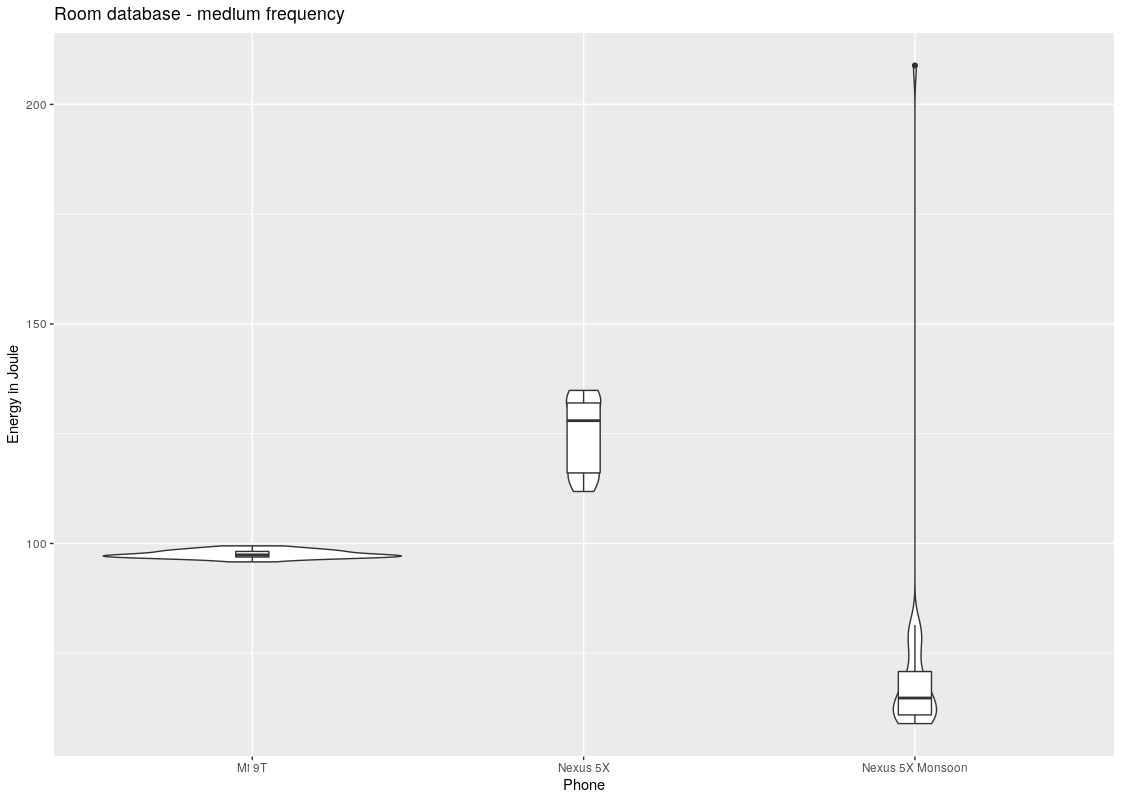 Room database - medium frequency
200
150
100
Energy in Joule
MI 9T
Nexus 5X
Nexus 5X Monsoon
Phone